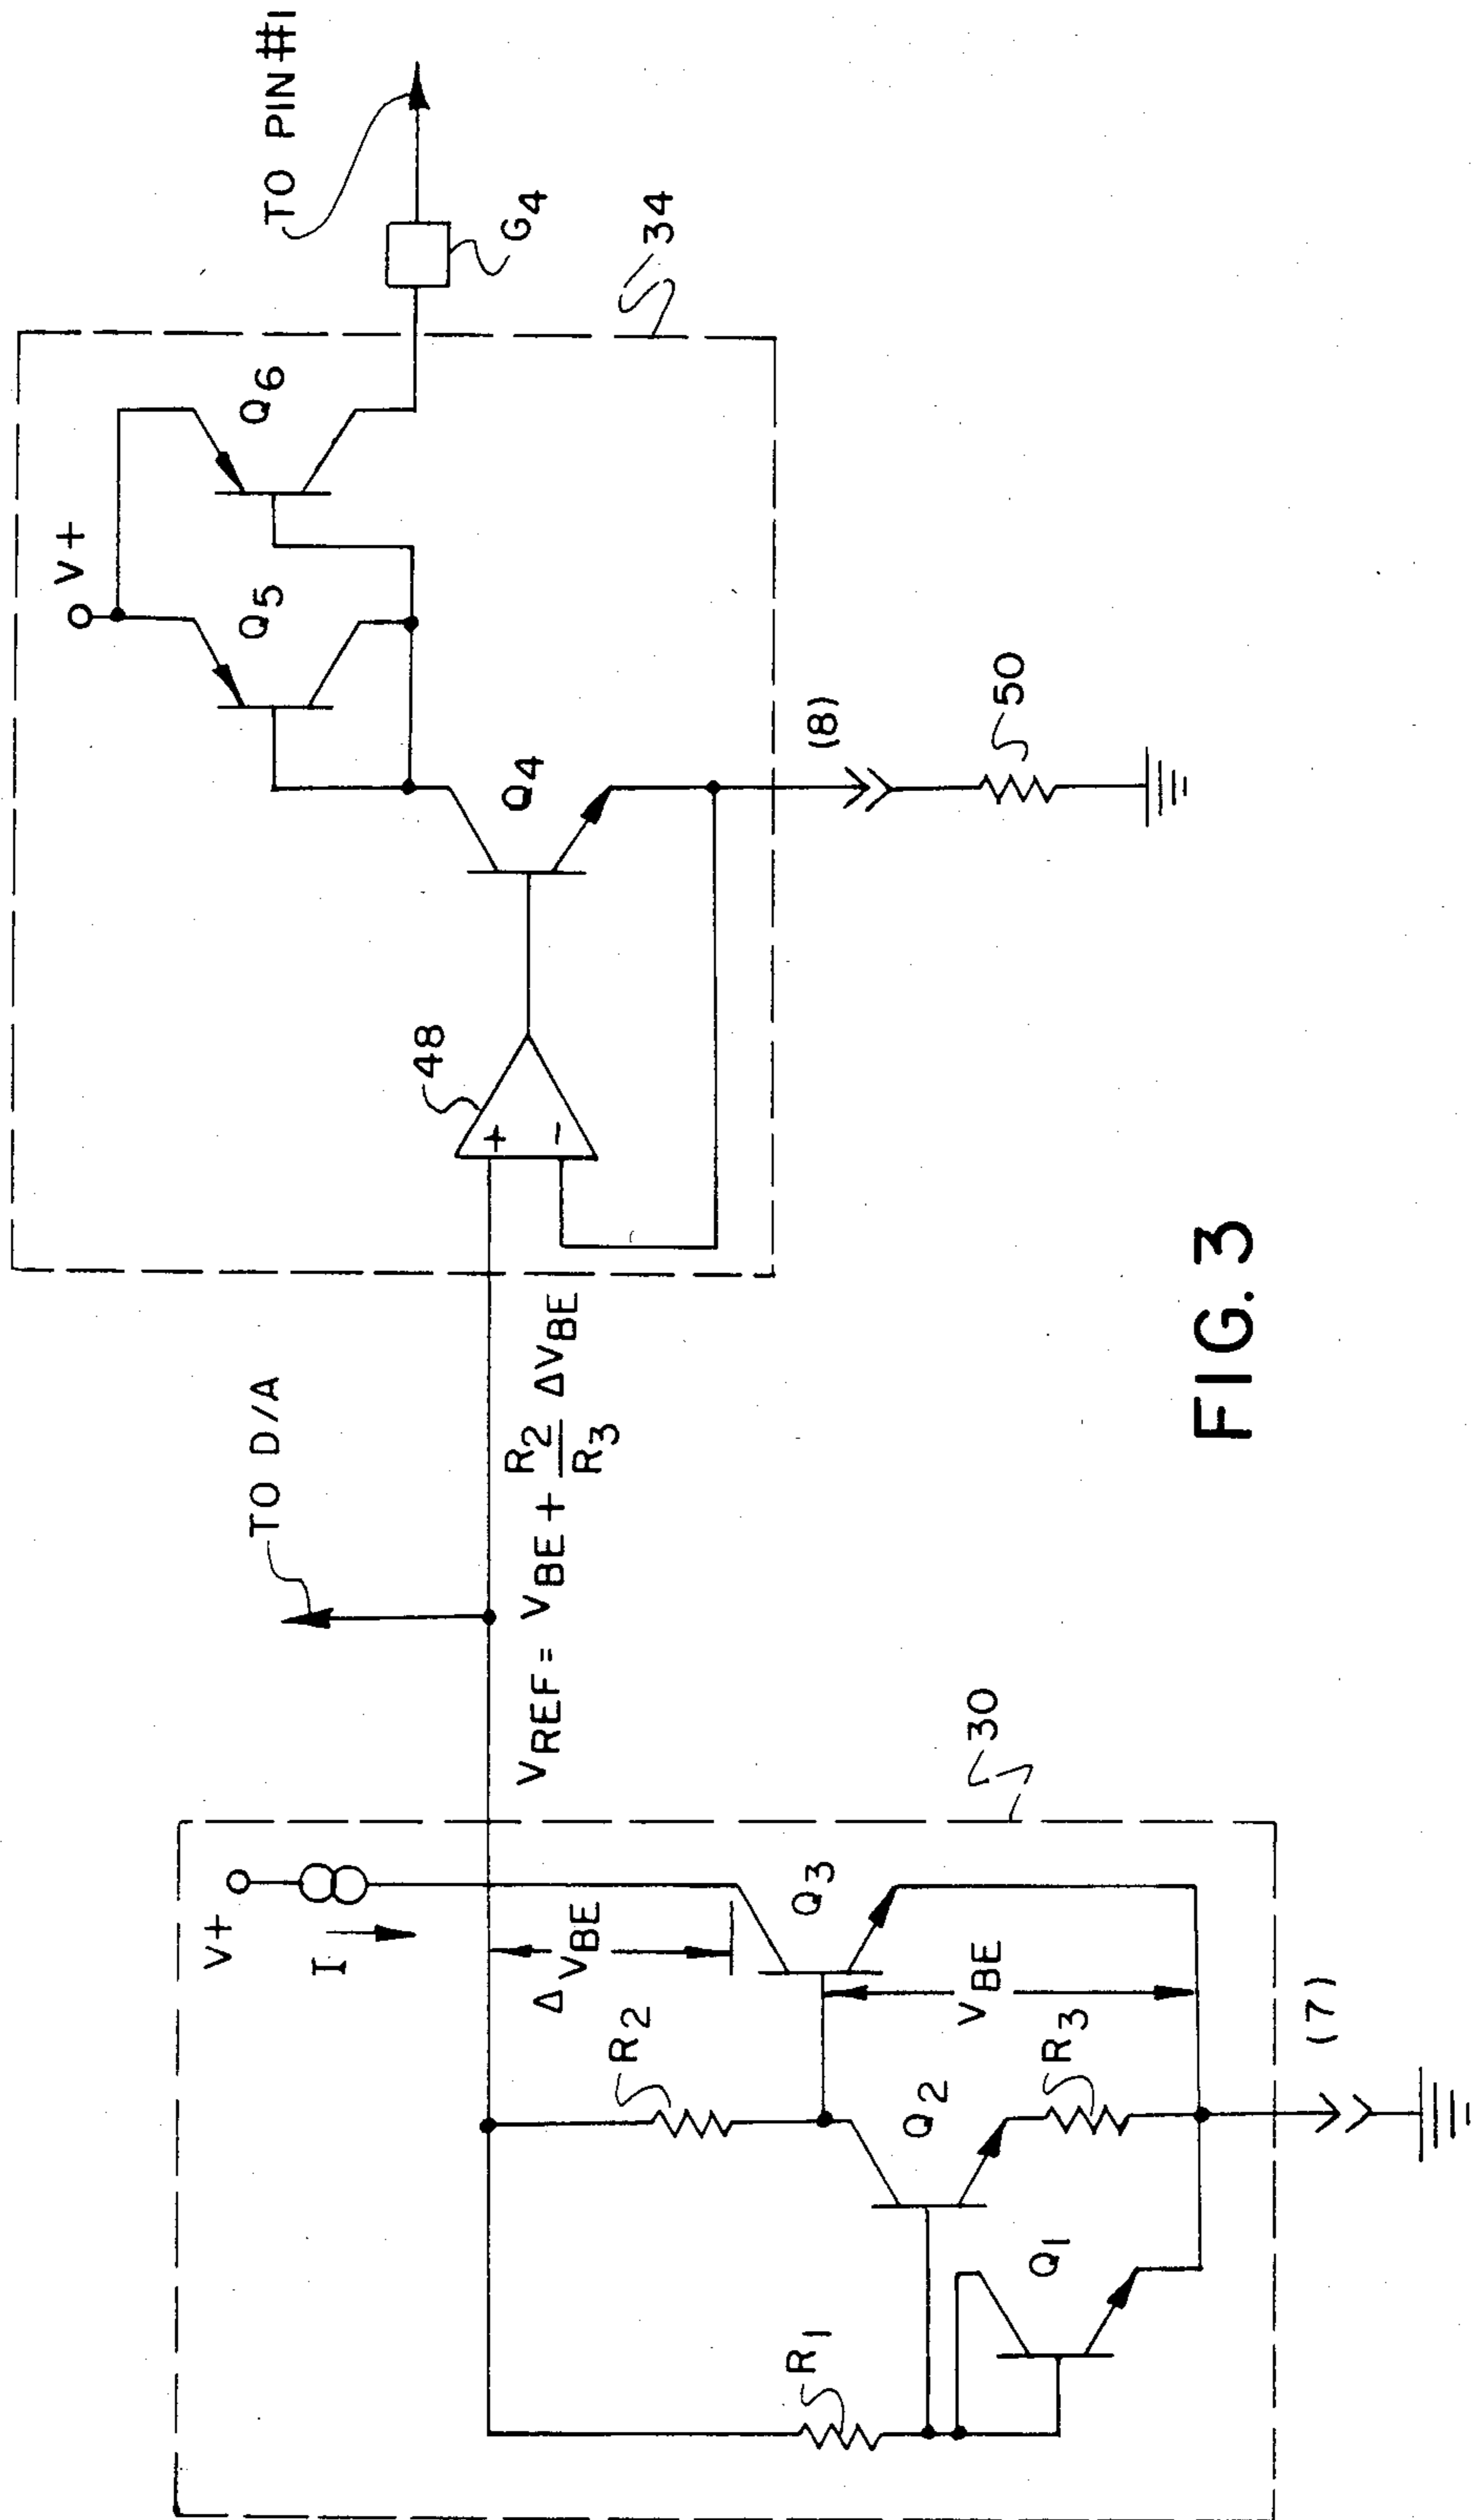 V+
I
Δ VBE
R2
Q3
VBE
R1
Q2
R3
Q1
(7)
30
TO D/A
VREF = VBE + R2/R3 ΔVBE
48
V+
Q5
Q6
Q4
(8)
50
34
G4
TO PIN #1
FIG. 3